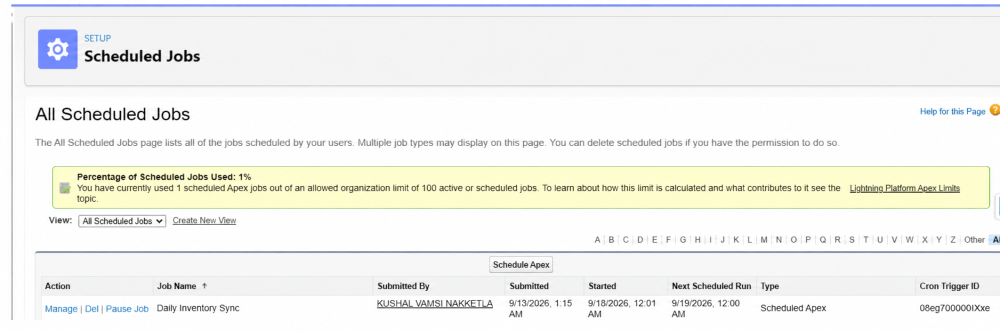 SETUP
Scheduled Jobs
All Scheduled Jobs
Help for this Page ?
The All Scheduled Jobs page lists all of the jobs scheduled by your users. Multiple job types may display on this page. You can delete scheduled jobs if you have the permission to do so.
Percentage of Scheduled Jobs Used: 1%
You have currently used 1 scheduled Apex jobs out of an allowed organization limit of 100 active or scheduled jobs. To learn about how this limit is calculated and what contributes to it see the Lightning Platform Apex Limits
topic.
View: All Scheduled Jobs Create New View
A | B | C | D | E | F | G | H | I | J | K | L | M | N | O | P | Q | R | S | T | U | V | W | X | Y | Z | Other
Schedule Apex
Action Job Name ↑ Submitted By Submitted Started Next Scheduled Run Type Cron Trigger ID
Manage | Del | Pause Job Daily Inventory Sync KUSHAL VAMSI NAKKETLA 9/13/2026, 1:15 AM 9/18/2026, 12:01 AM 9/19/2026, 12:00 AM Scheduled Apex 08eg700000IXxe